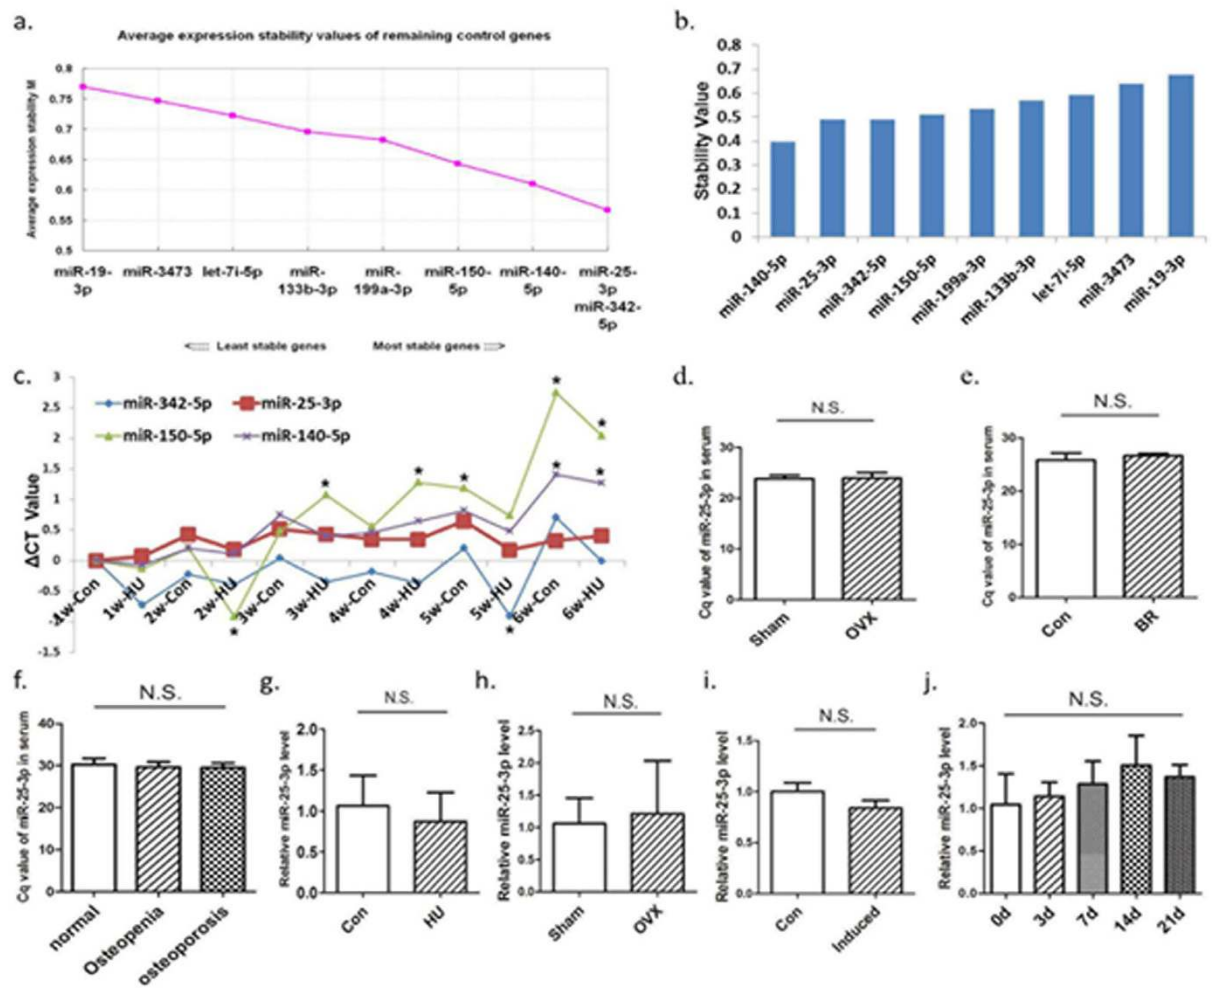 a.
Average expression stability values of remaining control genes
Average expression stability M
0.8
0.75
0.7
0.65
0.6
0.55
0.5
miR-19-
3p
miR-3473
let-7i-5p
miR-
133b-3p
miR-
199a-3p
miR-150-
5p
miR-140-
5p
miR-25-
3p
miR-342-
5p
Least stable genes
Most stable genes
b.
Stability Value
0.8
0.7
0.6
0.5
0.4
0.3
0.2
0.1
0
miR-140-5p
miR-25-3p
miR-342-5p
miR-150-5p
miR-199a-3p
miR-133b-3p
let-7i-5p
miR-3473
miR-19-3p
c.
ΔCT Value
3
2.5
2
1.5
1
0.5
0
-0.5
-1
-1.5
miR-342-5p
miR-25-3p
miR-150-5p
miR-140-5p
1w-Con
1w-HU
2w-Con
2w-HU
3w-Con
3w-HU
4w-Con
4w-HU
5w-Con
5w-HU
6w-Con
6w-HU
d.
N.S.
Cq value of miR-25-3p in serum
30
20
10
0
Sham
OVX
e.
N.S.
Cq value of miR-25-3p in serum
30
20
10
0
Con
BR
f.
N.S.
Cq value of miR-25-3p in serum
40
30
20
10
0
normal
Osteopenia
osteoporosis
g.
N.S.
Relative miR-25-3p level
2.0
1.5
1.0
0.5
0.0
Con
HU
h.
N.S.
Relative miR-25-3p level
2.5
2.0
1.5
1.0
0.5
0.0
Sham
OVX
i.
N.S.
Relative miR-25-3p level
1.5
1.0
0.5
0.0
Con
Induced
j.
N.S.
Relative miR-25-3p level
2.0
1.5
1.0
0.5
0.0
0d
3d
7d
14d
21d